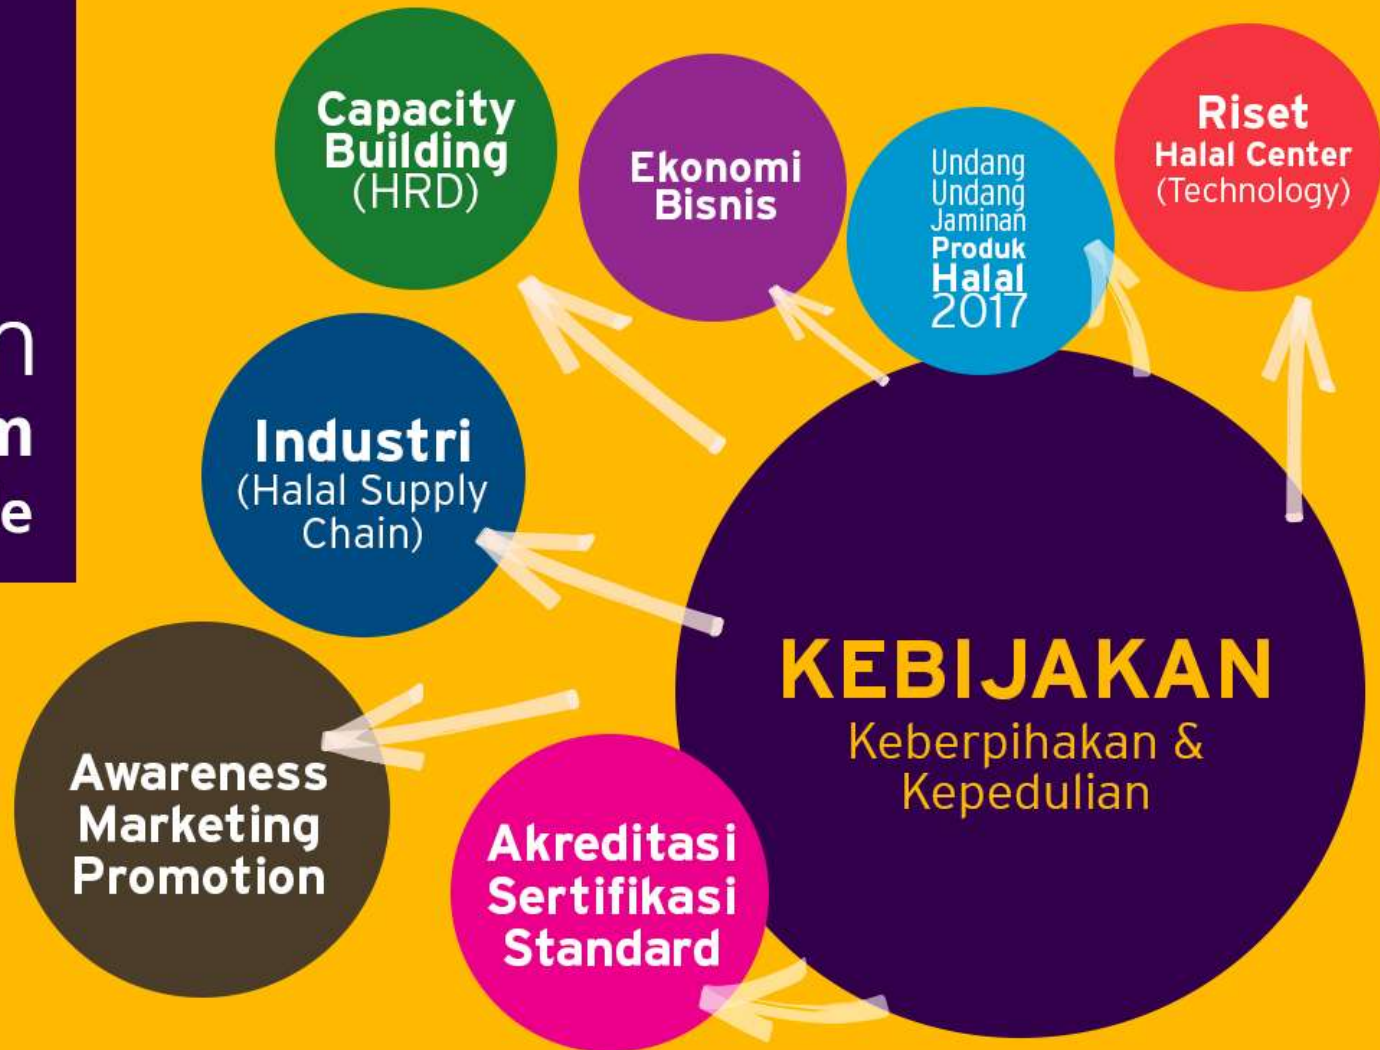 Capacity
Building
(HRD)
Ekonomi
Bisnis
Undang
Undang
Jaminan
Produk
Halal
2017
Riset
Halal Center
(Technology)
Industri
(Halal Supply
Chain)
KEBIJAKAN
Keberpihakan &
Kepedulian
Awareness
Marketing
Promotion
Akreditasi
Sertifikasi
Standard